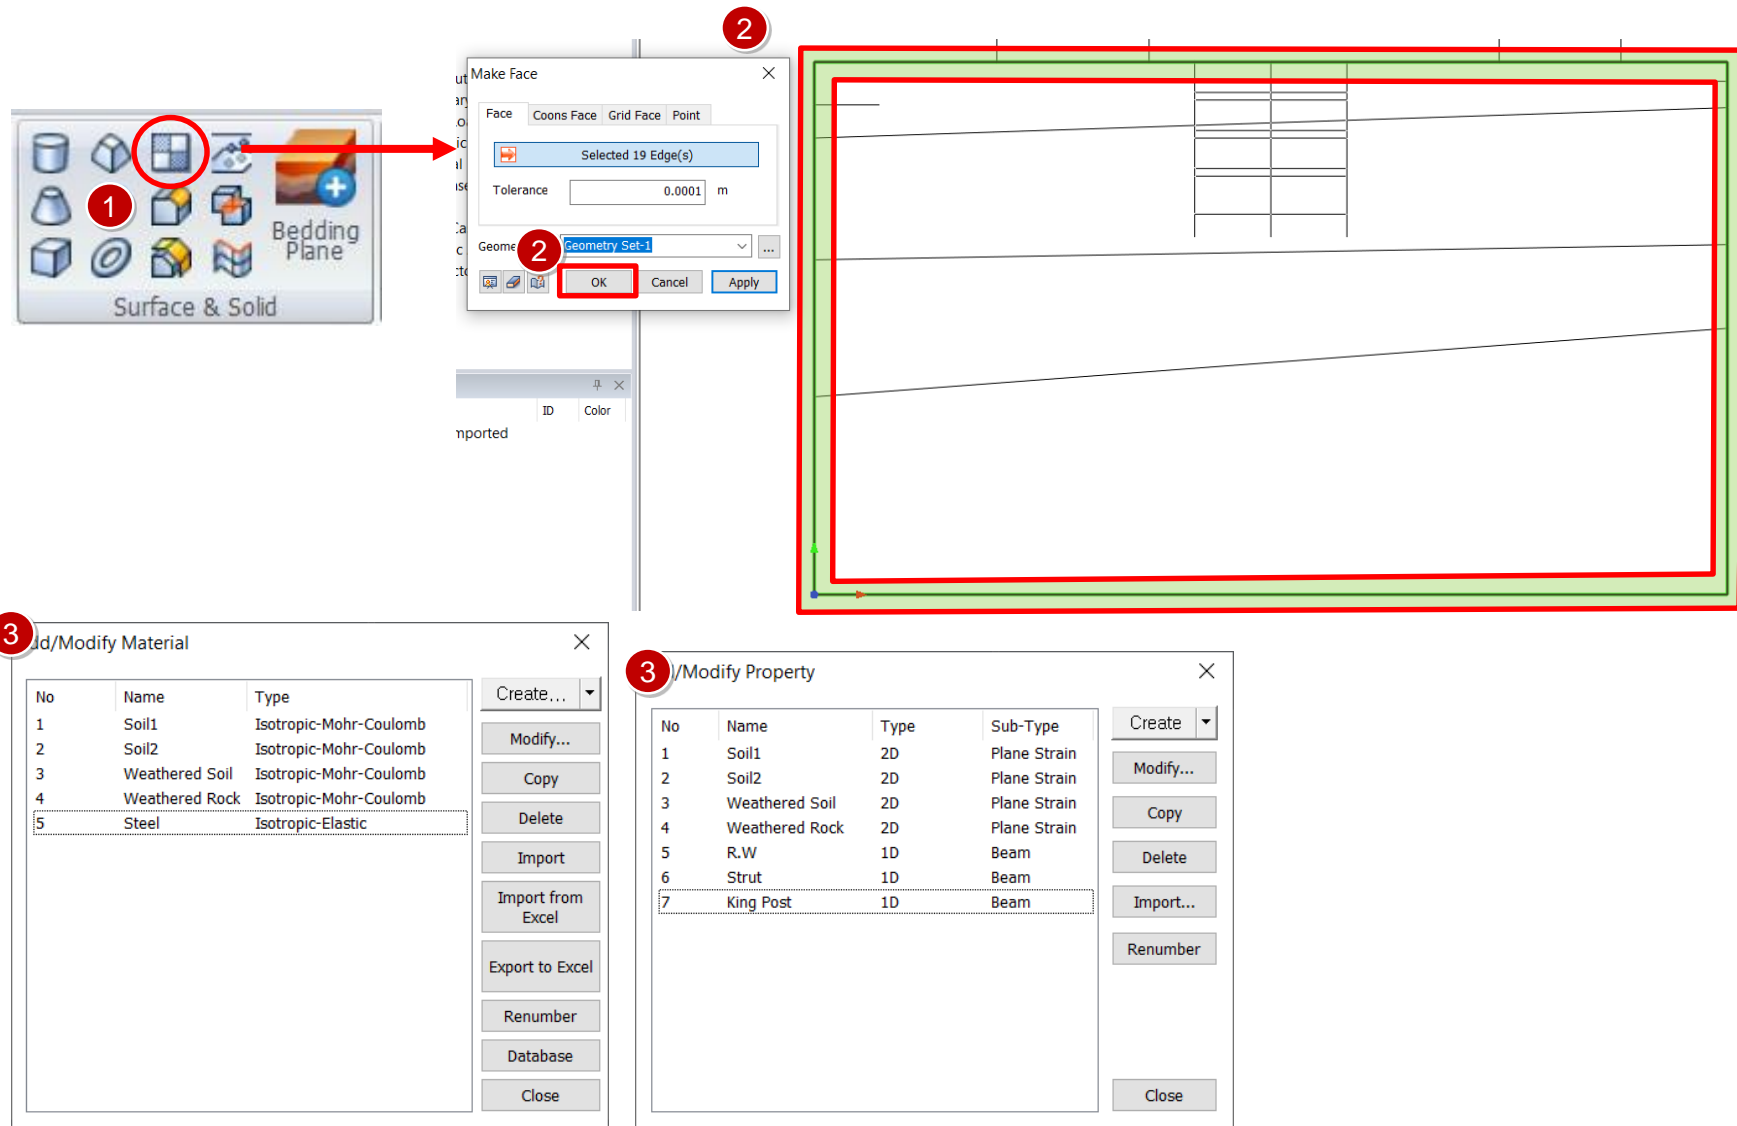 2
Make Face
Face Coons Face Grid Face Point
Selected 19 Edge(s)
Tolerance 0.0001 m
Geome
2
Geometry Set-1
...
OK Cancel Apply
1
Bedding
Plane
Surface & Solid
ID Color
mported
3
dd/Modify Material
No Name Type
1 Soil1 Isotropic-Mohr-Coulomb
2 Soil2 Isotropic-Mohr-Coulomb
3 Weathered Soil Isotropic-Mohr-Coulomb
4 Weathered Rock Isotropic-Mohr-Coulomb
5 Steel Isotropic-Elastic
Create...
Modify...
Copy
Delete
Import
Import from
Excel
Export to Excel
Renumber
Database
Close
3
/Modify Property
No Name Type Sub-Type
1 Soil1 2D Plane Strain
2 Soil2 2D Plane Strain
3 Weathered Soil 2D Plane Strain
4 Weathered Rock 2D Plane Strain
5 R.W 1D Beam
6 Strut 1D Beam
7 King Post 1D Beam
Create
Modify...
Copy
Delete
Import...
Renumber
Close